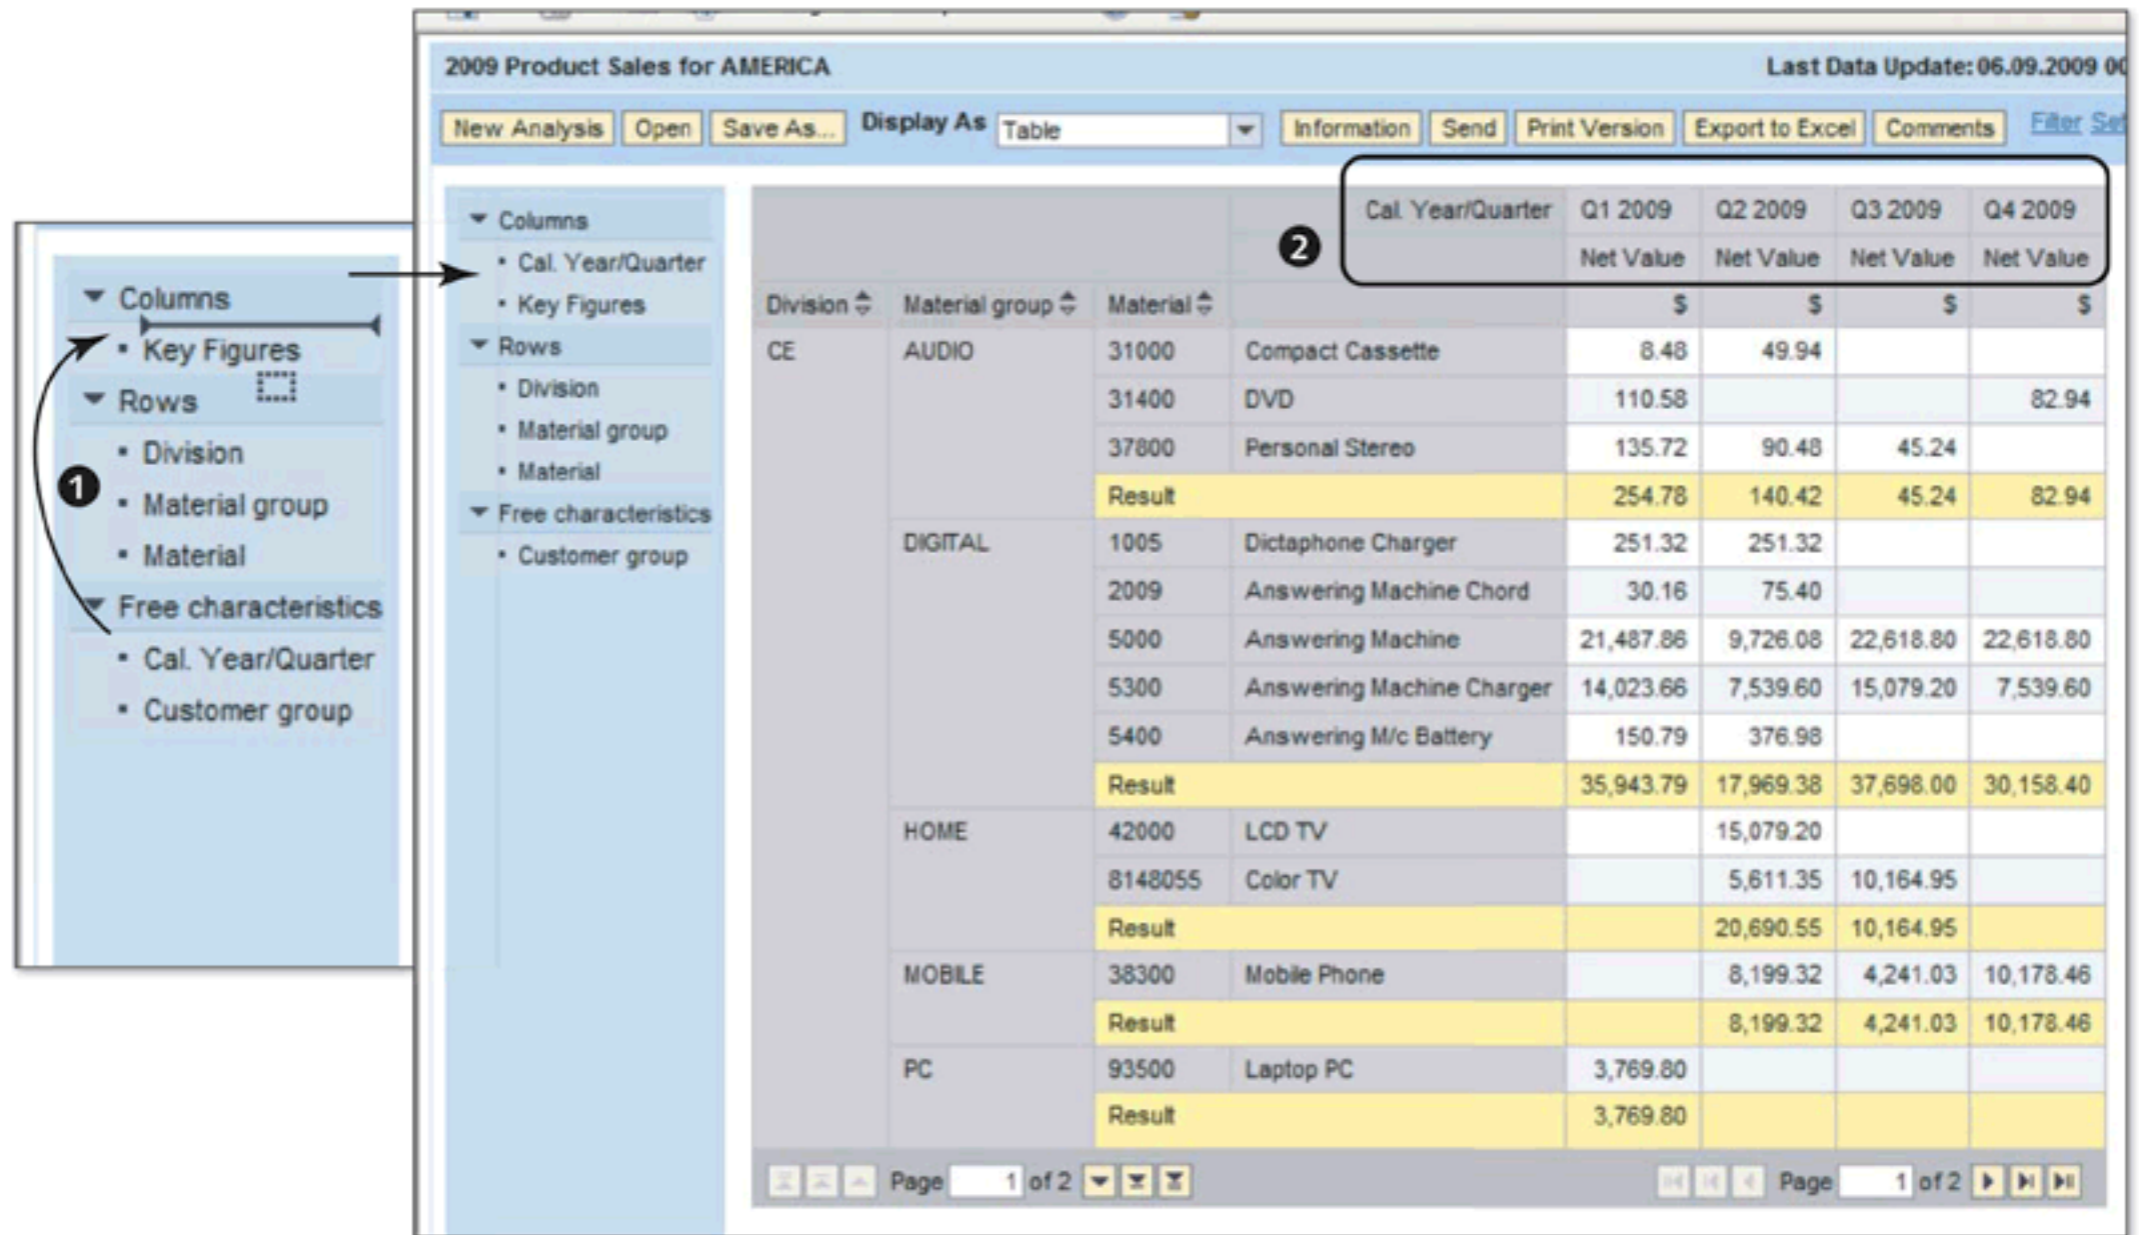 2009 Product Sales for AMERICA Last Data Update: 06.09.2009 00
New Analysis Open Save As... Display As Table Information Send Print Version Export to Excel Comments Filter Set
Columns
Key Figures
Rows
Division
Material group
Material
Free characteristics
Cal. Year/Quarter
Customer group
1
Columns
Cal. Year/Quarter
Key Figures
Rows
Division
Material group
Material
Free characteristics
Customer group
2
Cal. Year/Quarter Q1 2009 Q2 2009 Q3 2009 Q4 2009
Net Value Net Value Net Value Net Value
Division Material group Material $ $ $ $
CE AUDIO 31000 Compact Cassette 8.48 49.94
31400 DVD 110.58 82.94
37800 Personal Stereo 135.72 90.48 45.24
Result 254.78 140.42 45.24 82.94
DIGITAL 1005 Dictaphone Charger 251.32 251.32
2009 Answering Machine Chord 30.16 75.40
5000 Answering Machine 21,487.86 9,726.08 22,618.80 22,618.80
5300 Answering Machine Charger 14,023.66 7,539.60 15,079.20 7,539.60
5400 Answering M/c Battery 150.79 376.98
Result 35,943.79 17,969.38 37,698.00 30,158.40
HOME 42000 LCD TV 15,079.20
8148055 Color TV 5,611.35 10,164.95
Result 20,690.55 10,164.95
MOBILE 38300 Mobile Phone 8,199.32 4,241.03 10,178.46
Result 8,199.32 4,241.03 10,178.46
PC 93500 Laptop PC 3,769.80
Result 3,769.80
Page 1 of 2 Page 1 of 2